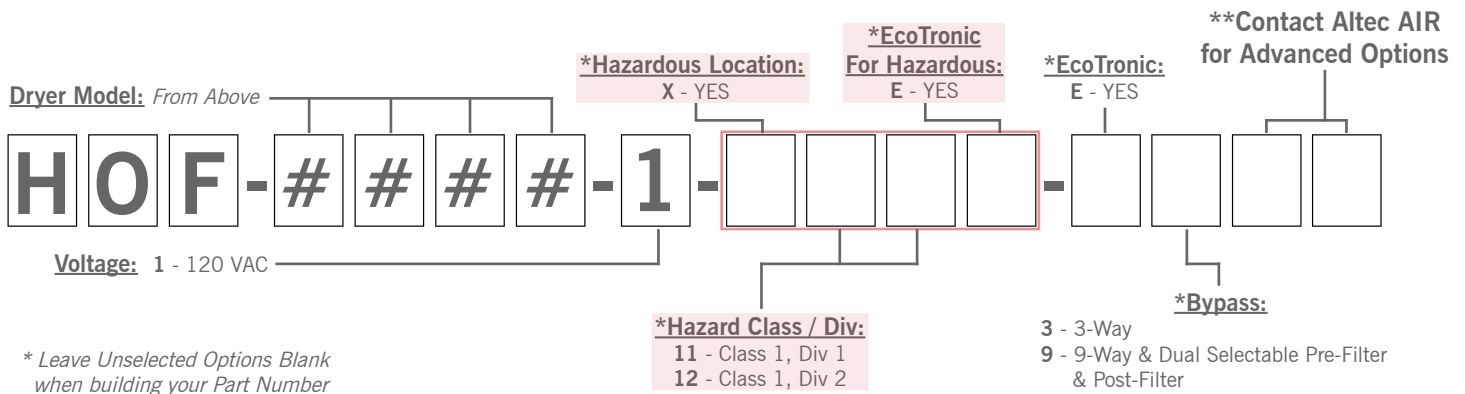 **Contact Altec AIR
for Advanced Options
*EcoTronic
For Hazardous:
E - YES
*Hazardous Location:
X - YES
*EcoTronic:
E - YES
Dryer Model: From Above
HOF-####-1- -
Voltage: 1 - 120 VAC
*Hazard Class / Div:
11 - Class 1, Div 1
12 - Class 1, Div 2
*Bypass:
3 - 3-Way
9 - 9-Way & Dual Selectable Pre-Filter
& Post-Filter
* Leave Unselected Options Blank
when building your Part Number